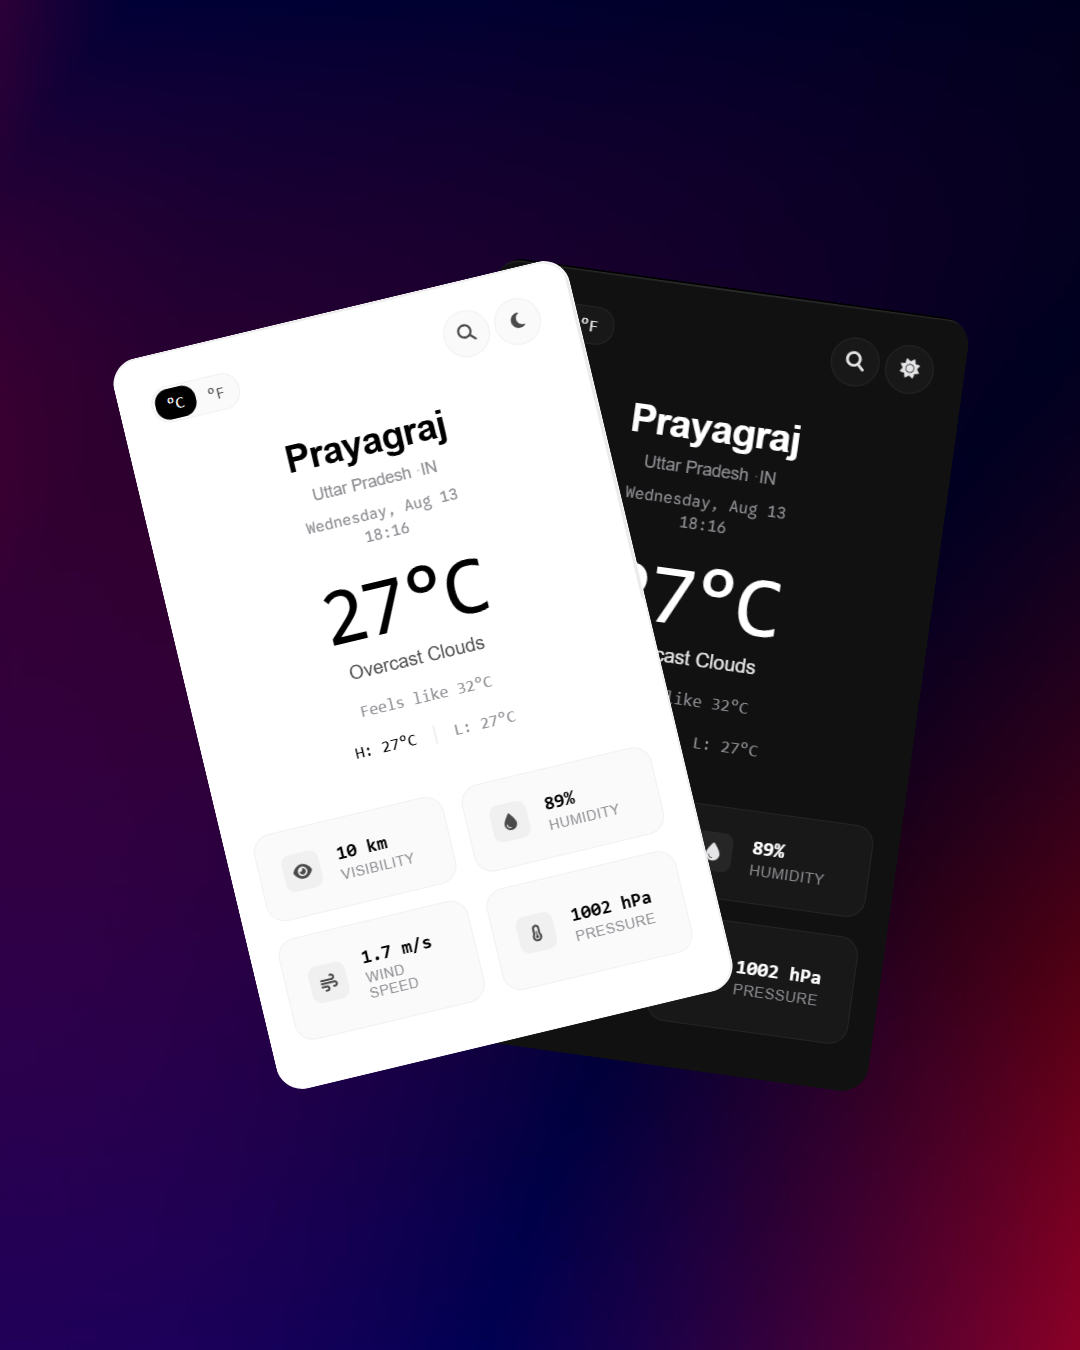 °C °F
Prayagraj
Uttar Pradesh · IN
Wednesday, Aug 13
18:16
27°C
Overcast Clouds
Feels like 32°C
H: 27°C L: 27°C
10 km
VISIBILITY
89%
HUMIDITY
1.7 m/s
WIND
SPEED
1002 hPa
PRESSURE
°F
Prayagraj
Uttar Pradesh · IN
Wednesday, Aug 13
18:16
7°C
cast Clouds
like 32°C
L: 27°C
89%
HUMIDITY
1002 hPa
PRESSURE